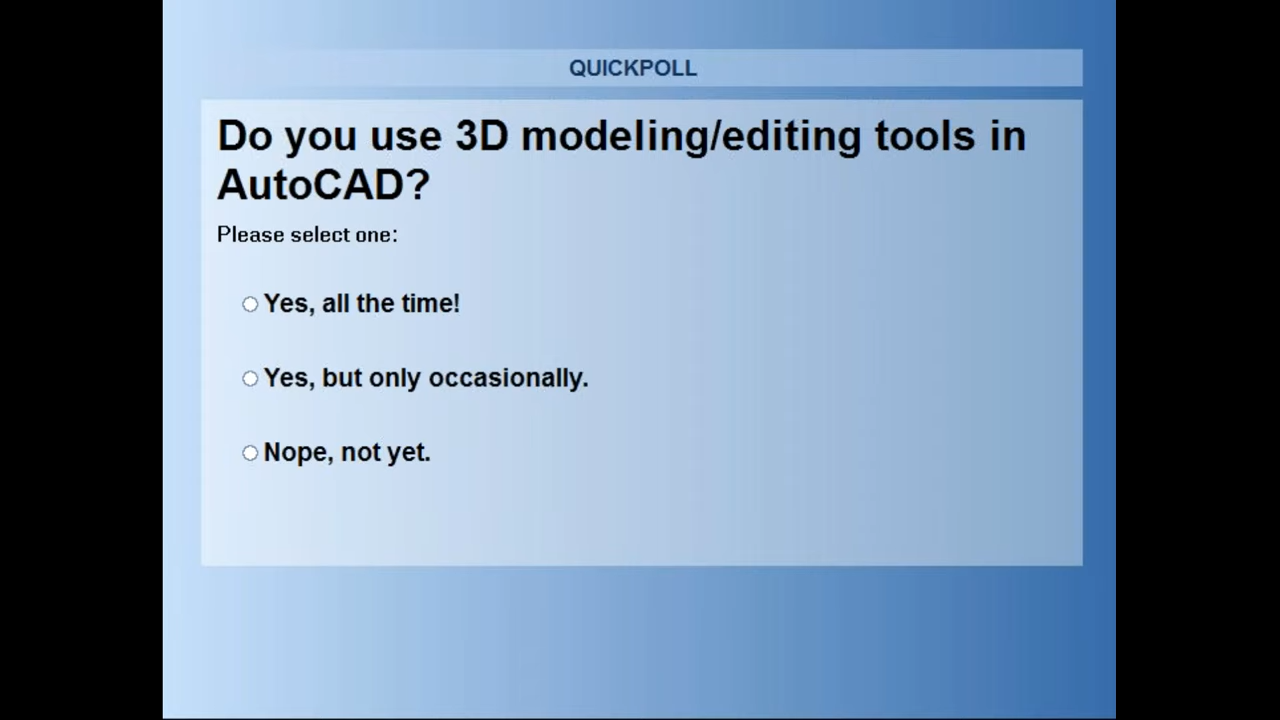 QUICKPOLL
Do you use 3D modeling/editing tools in
AutoCAD?
Please select one:
Yes, all the time!
Yes, but only occasionally.
Nope, not yet.